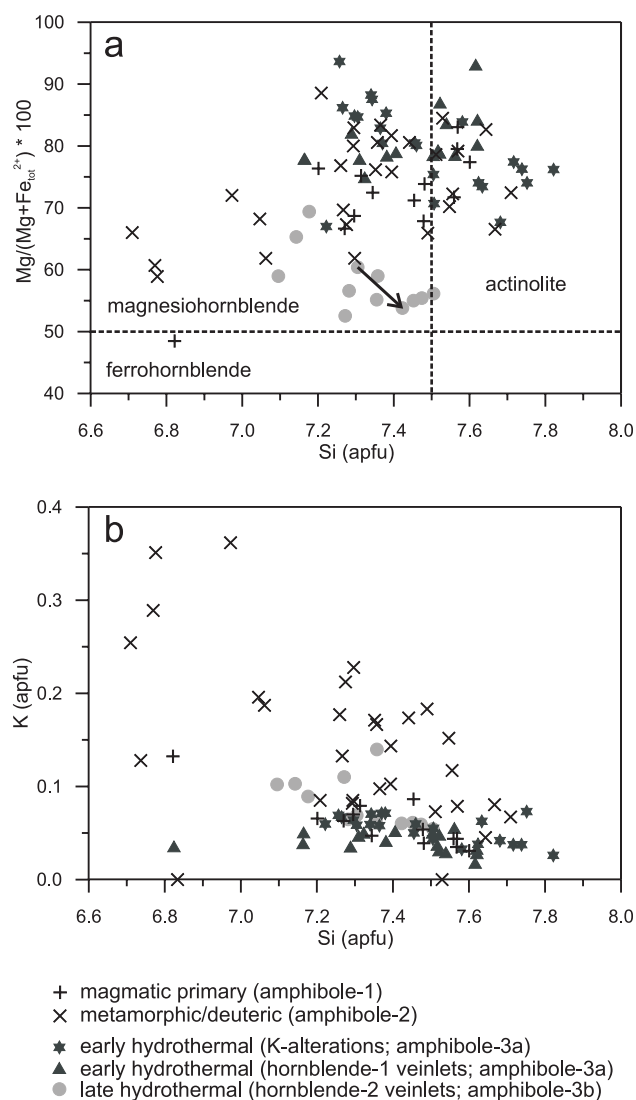 a
100
90
80
70
60
50
40
Mg/(Mg+Fe_tot^2+) * 100
magnesiohornblende
actinolite
ferrohornblende
6.6 6.8 7.0 7.2 7.4 7.6 7.8 8.0
Si (apfu)
b
0.4
0.3
0.2
0.1
0.0
K (apfu)
6.6 6.8 7.0 7.2 7.4 7.6 7.8 8.0
Si (apfu)
magmatic primary (amphibole-1)
metamorphic/deuteric (amphibole-2)
early hydrothermal (K-alterations; amphibole-3a)
early hydrothermal (hornblende-1 veinlets; amphibole-3a)
late hydrothermal (hornblende-2 veinlets; amphibole-3b)